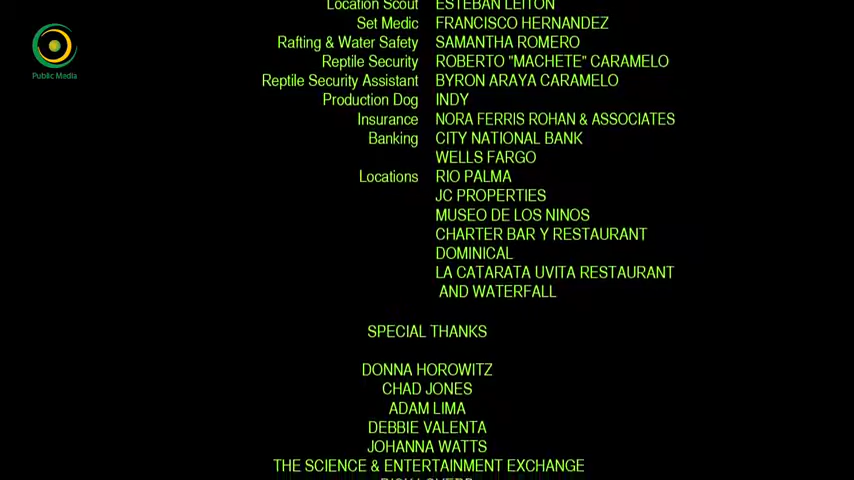 Location Scout ESTEBAN LEITON
Set Medic FRANCISCO HERNANDEZ
Rafting & Water Safety SAMANTHA ROMERO
Reptile Security ROBERTO "MACHETE" CARAMELO
Reptile Security Assistant BYRON ARAYA CARAMELO
Production Dog INDY
Insurance NORA FERRIS ROHAN & ASSOCIATES
Banking CITY NATIONAL BANK
WELLS FARGO
Locations RIO PALMA
JC PROPERTIES
MUSEO DE LOS NINOS
CHARTER BAR Y RESTAURANT
DOMINICAL
LA CATARATA UVITA RESTAURANT
AND WATERFALL
SPECIAL THANKS
DONNA HOROWITZ
CHAD JONES
ADAM LIMA
DEBBIE VALENTA
JOHANNA WATTS
THE SCIENCE & ENTERTAINMENT EXCHANGE
Public Media